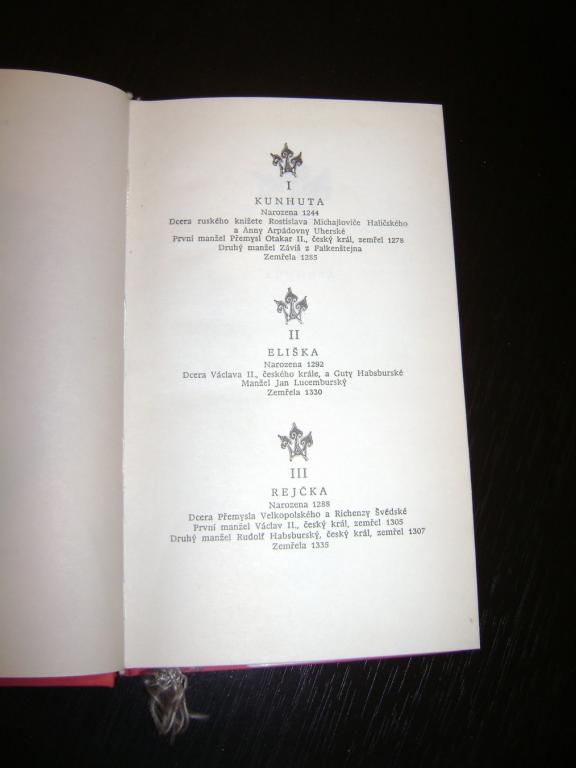 I
KUNHUTA
Narozena 1244
Dcera ruského knížete Rostislava Michajloviče Haličského
a Anny Arpádovny Uherské
První manžel Přemysl Otakar II., český král, zemřel 1278
Druhý manžel Záviš z Falkenštejna
Zemřela 1285
II
ELIŠKA
Narozena 1292
Dcera Václava II., českého krále, a Guty Habsburské
Manžel Jan Lucemburský
Zemřela 1330
III
REJČKA
Narozena 1288
Dcera Přemysla Velkopolského a Richenzy Švédské
První manžel Václav II., český král, zemřel 1305
Druhý manžel Rudolf Habsburský, český král, zemřel 1307
Zemřela 1335